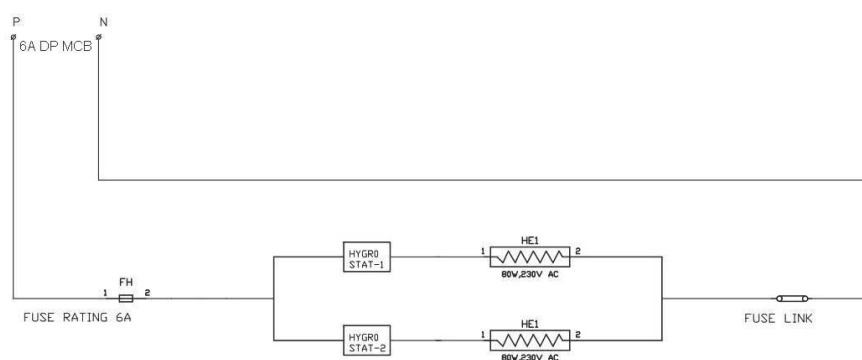 P N
6A DP MCB
HE1
HYGRO
STAT-1
1 2
80W,230V AC
FH
1 2
FUSE RATING 6A
FUSE LINK
HE1
HYGRO
STAT-2
1 2
80W,230V AC